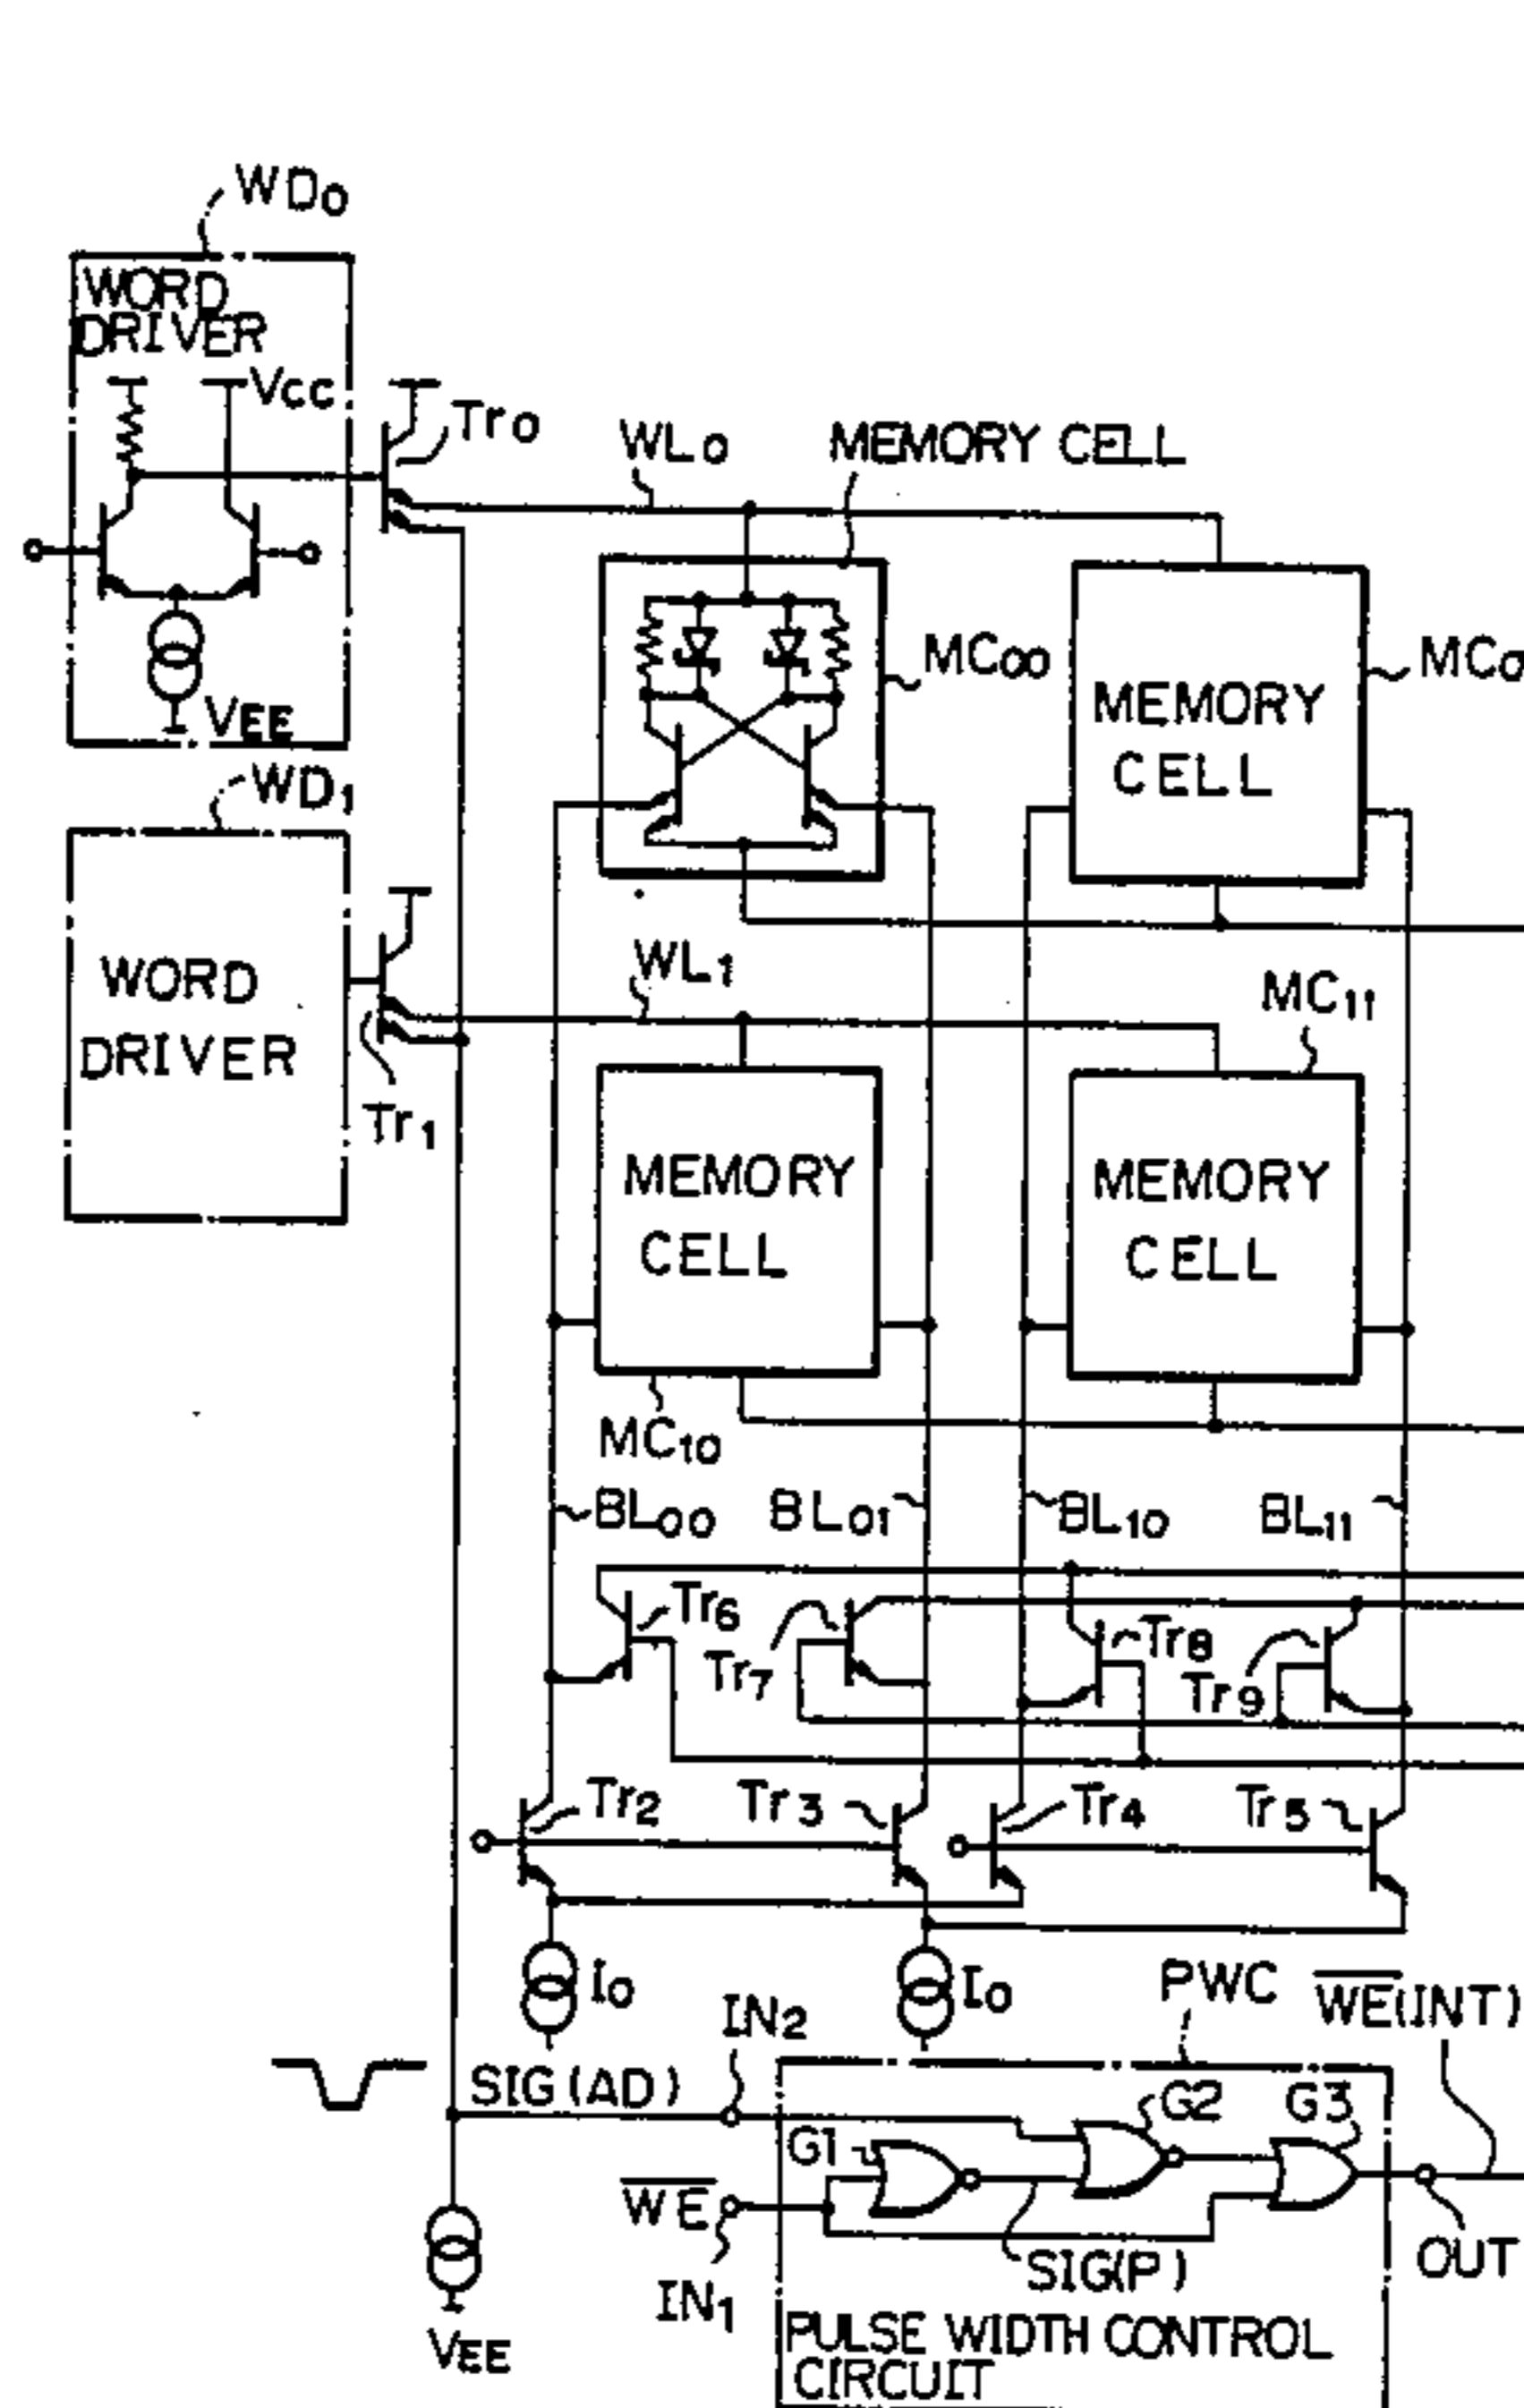 WD0
WORD
DRIVER
VCC
Tr0
WL0
MEMORY CELL
MC00
MEMORY
CELL
VEE
WD1
WORD
DRIVER
Tr1
WL1
MC11
MEMORY
CELL
MEMORY
CELL
MC10
BL00
BL01
BL10
BL11
Tr6
Tr7
Tr8
Tr9
Tr2
Tr3
Tr4
Tr5
I0
I0
IN2
PWC
WE(INT)
SIG(AD)
G1
G2
G3
WE
IN1
SIG(P)
OUT
VEE
PULSE WIDTH CONTROL
CIRCUIT